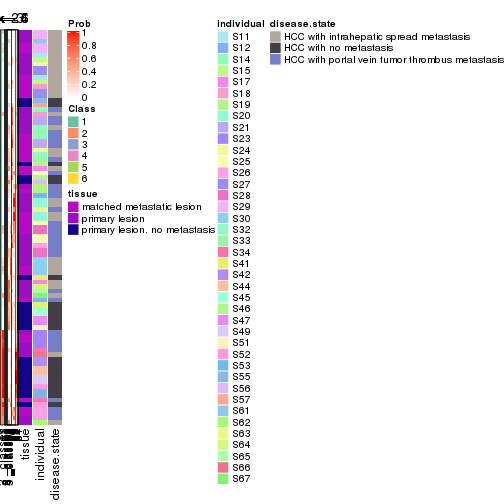 Prob
1
0.8
0.6
0.4
0.2
0
Class
1
2
3
4
5
6
tissue
matched metastatic lesion
primary lesion
primary lesion. no metastasis
individual
S11
S12
S14
S15
S17
S18
S19
S20
S21
S23
S24
S25
S26
S27
S28
S29
S30
S32
S33
S34
S41
S42
S44
S45
S46
S47
S49
S51
S52
S53
S55
S56
S57
S61
S62
S63
S64
S65
S66
S67
disease.state
HCC with intrahepatic spread metastasis
HCC with no metastasis
HCC with portal vein tumor thrombus metastasis
tissue
individual
disease.state